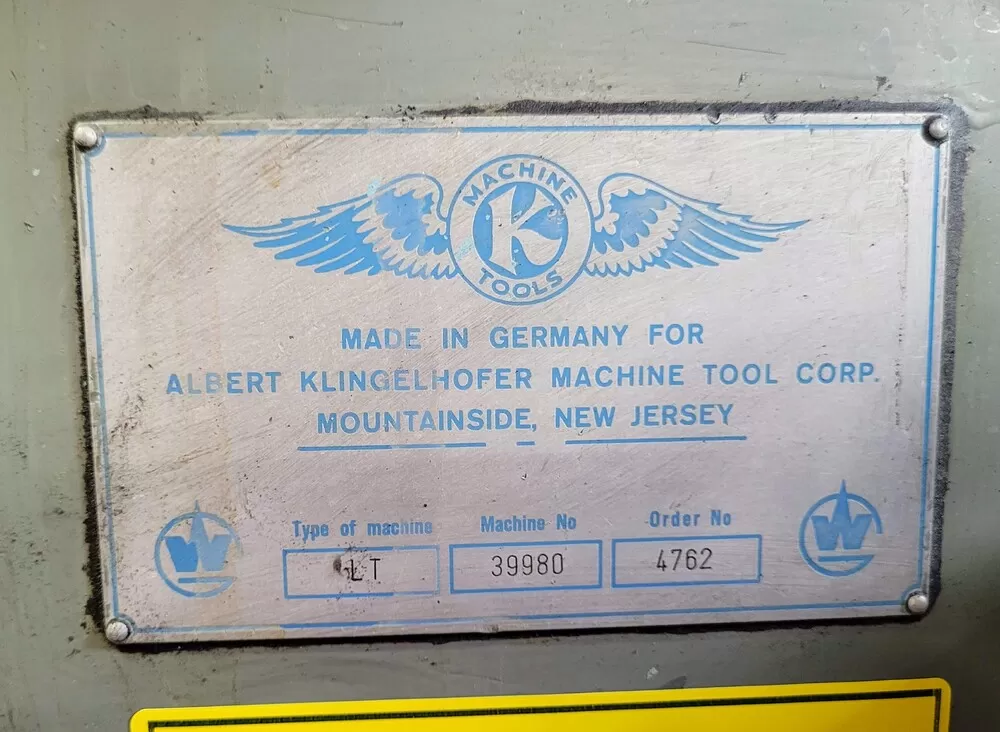 MACHINE
K
TOOLS
MADE IN GERMANY FOR
ALBERT KLINGELHOFER MACHINE TOOL CORP.
MOUNTAINSIDE, NEW JERSEY
Type of machine Machine No Order No
LT 39980 4762
W W